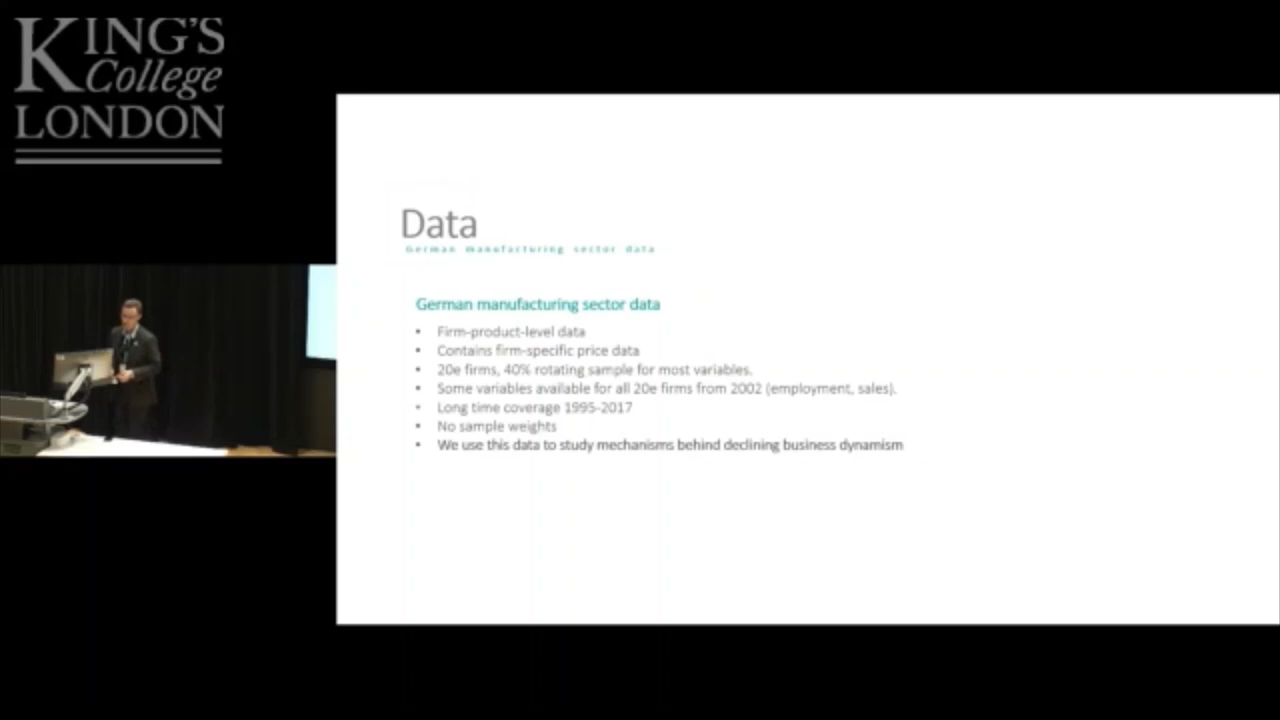 KING'S
College
LONDON
Data
German manufacturing sector data
German manufacturing sector data
• Firm-product-level data
• Contains firm-specific price data
• 20e firms, 40% rotating sample for most variables.
• Some variables available for all 20e firms from 2002 (employment, sales).
• Long time coverage 1995-2017
• No sample weights
• We use this data to study mechanisms behind declining business dynamism